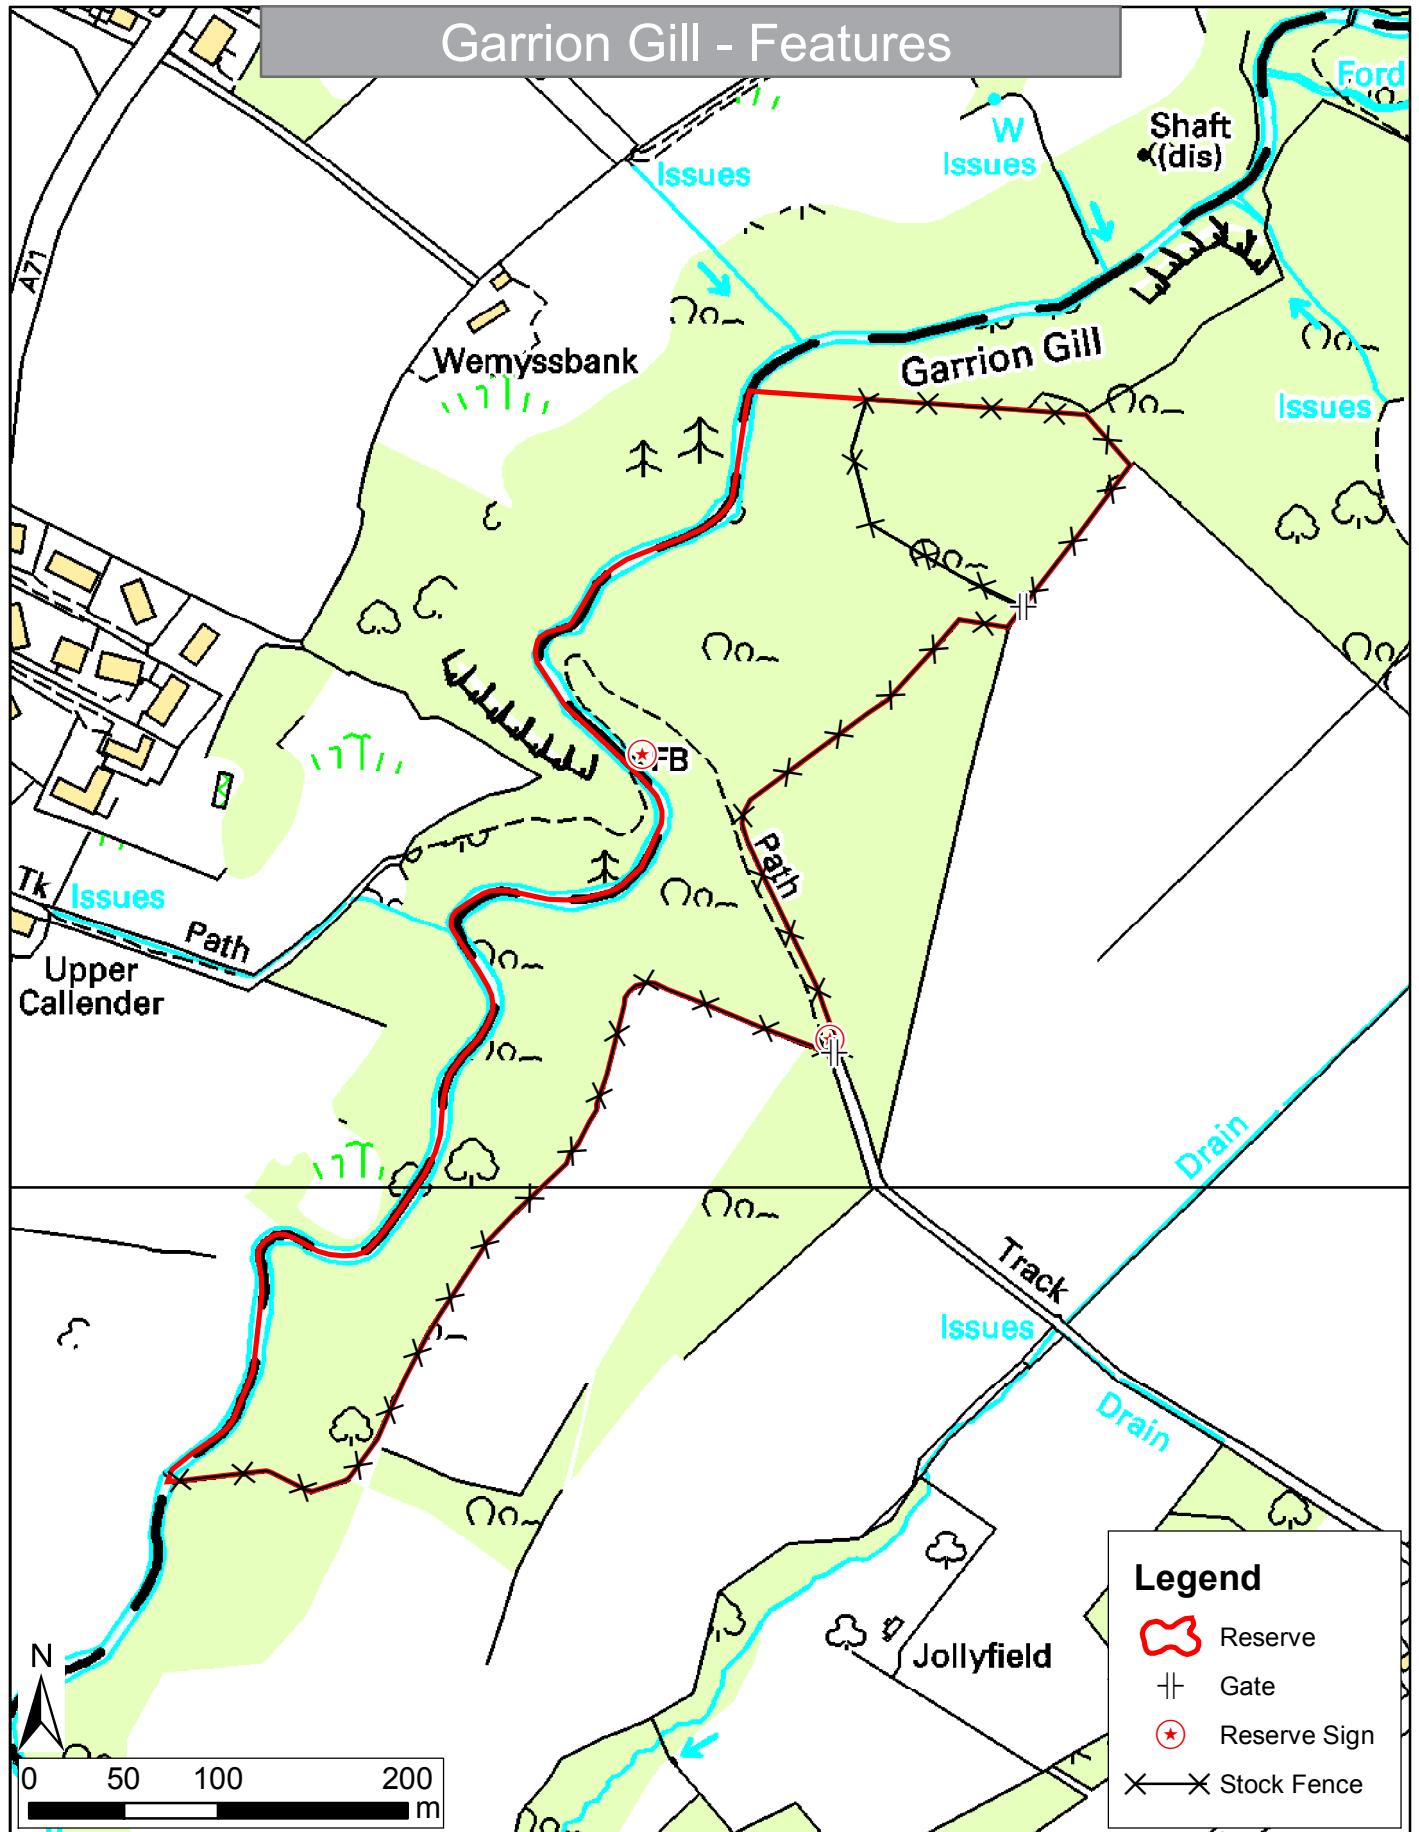 Garrion Gill - Features
Ford
Shaft
(dis)
W
Issues
Issues
A71
Wemyssbank
Garrion Gill
Issues
FB
Path
Tk
Issues
Path
Upper
Callender
Drain
Track
Issues
Drain
Jollyfield
Legend
Reserve
Gate
Reserve Sign
Stock Fence
N
0 50 100 200
m